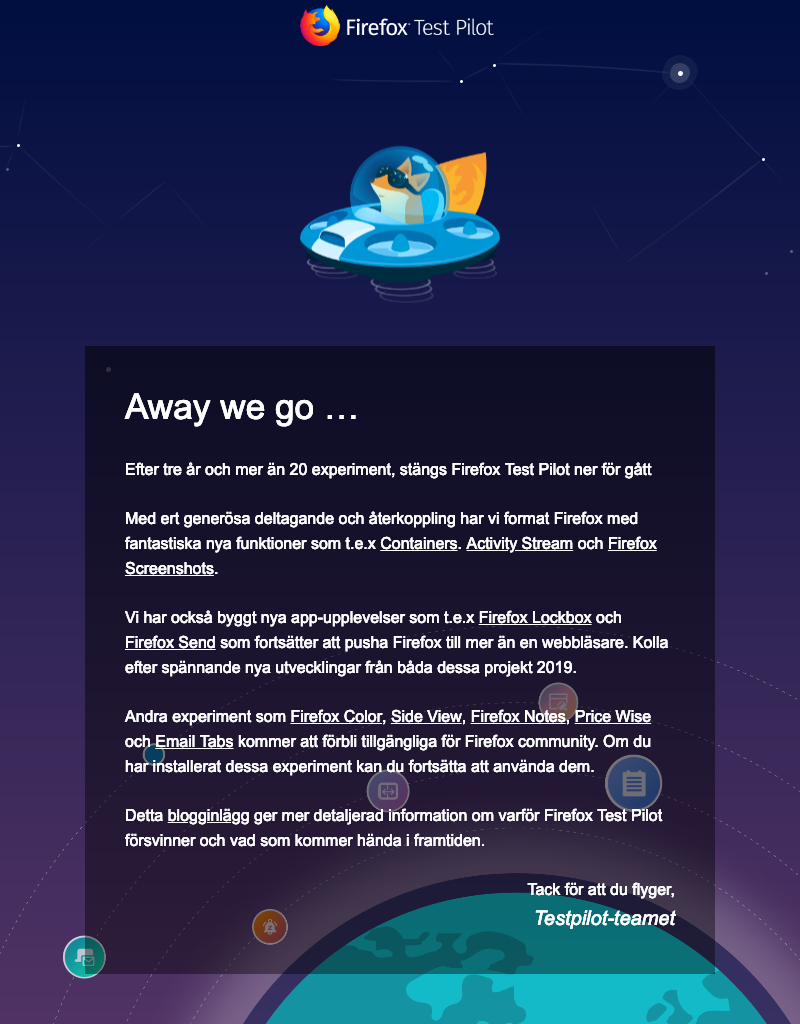 Firefox Test Pilot
Away we go …
Efter tre år och mer än 20 experiment, stängs Firefox Test Pilot ner för gått
Med ert generösa deltagande och återkoppling har vi format Firefox med
fantastiska nya funktioner som t.e.x Containers. Activity Stream och Firefox
Screenshots.
Vi har också byggt nya app-upplevelser som t.e.x Firefox Lockbox och
Firefox Send som fortsätter att pusha Firefox till mer än en webbläsare. Kolla
efter spännande nya utvecklingar från båda dessa projekt 2019.
Andra experiment som Firefox Color, Side View, Firefox Notes, Price Wise
och Email Tabs kommer att förbli tillgängliga för Firefox community. Om du
har installerat dessa experiment kan du fortsätta att använda dem.
Detta blogginlägg ger mer detaljerad information om varför Firefox Test Pilot
försvinner och vad som kommer hända i framtiden.
Tack för att du flyger,
Testpilot-teamet